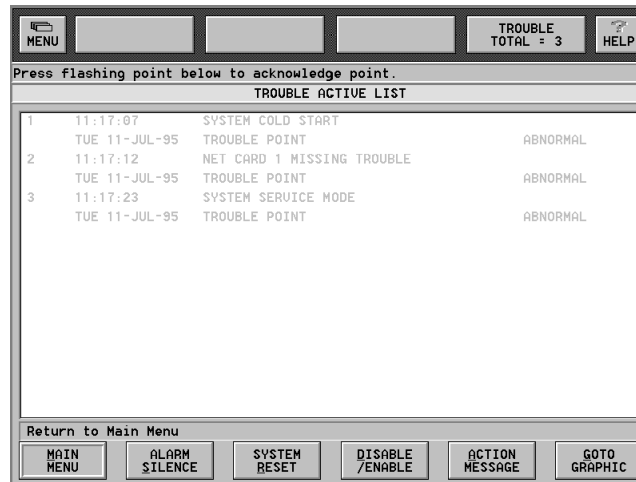 MENU
TROUBLE
TOTAL = 3
HELP
Press flashing point below to acknowledge point.
TROUBLE ACTIVE LIST
1 11:17:07 SYSTEM COLD START
TUE 11-JUL-95 TROUBLE POINT ABNORMAL
2 11:17:12 NET CARD 1 MISSING TROUBLE
TUE 11-JUL-95 TROUBLE POINT ABNORMAL
3 11:17:23 SYSTEM SERVICE MODE
TUE 11-JUL-95 TROUBLE POINT ABNORMAL
Return to Main Menu
MAIN MENU
ALARM SILENCE
SYSTEM RESET
DISABLE /ENABLE
ACTION MESSAGE
GOTO GRAPHIC